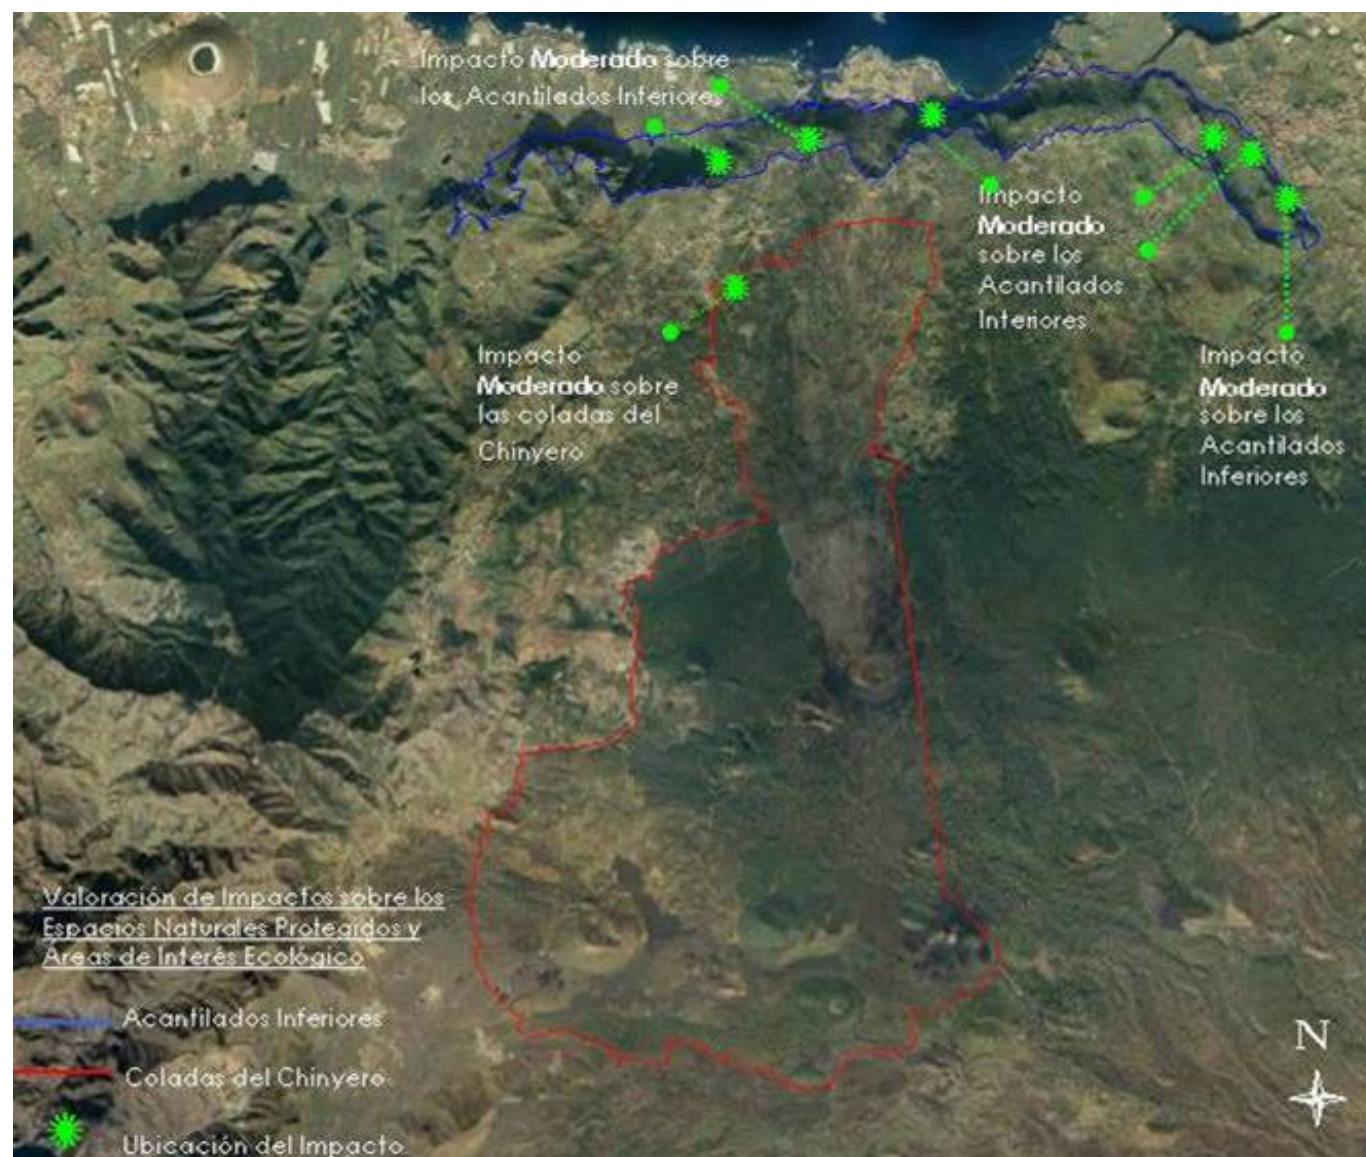 Impacto Moderado sobre
los Acantilados Inferiores
Impacto
Moderado
sobre los
Acantilados
Interiores
Impacto
Moderado sobre
las coladas del
Chinyero
Impacto
Moderado
sobre los
Acantilados
Inferiores
Valoración de Impactos sobre los
Espacios Naturales Protegidos y
Áreas de Interés Ecológico
Acantilados Inferiores
Coladas del Chinyero
Ubicación del Impacto
N